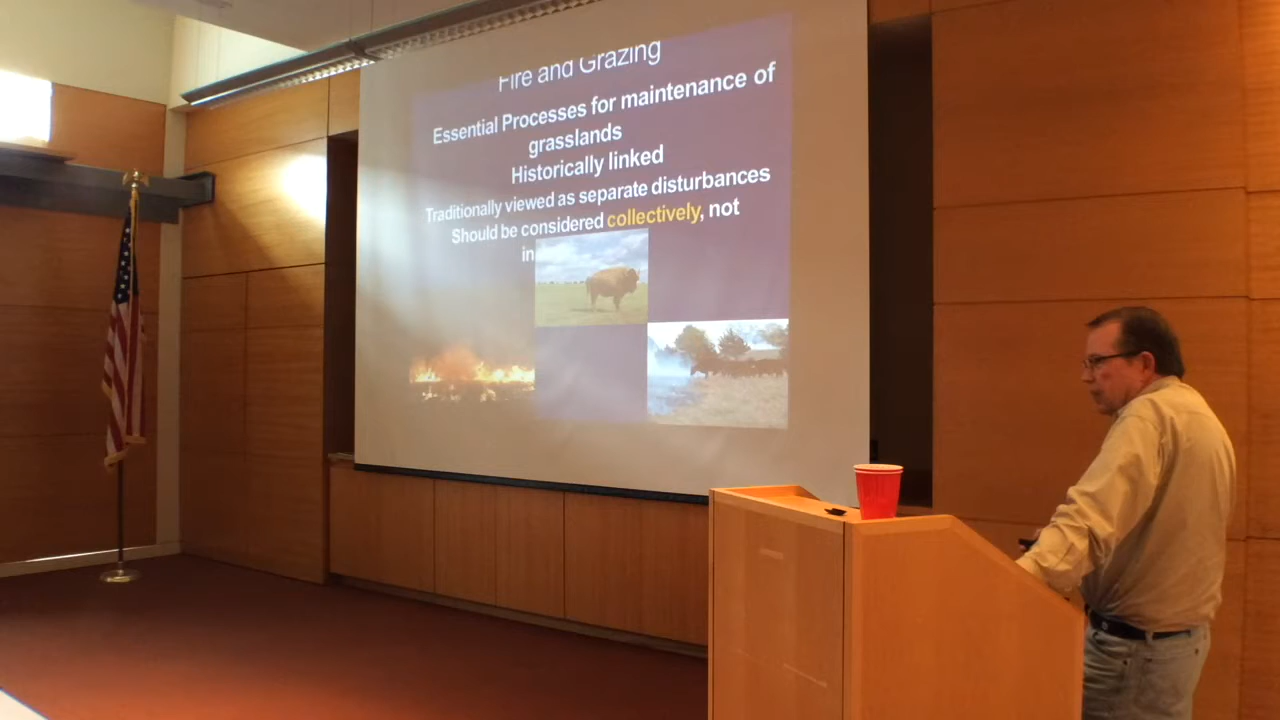 Fire and Grazing
Essential Processes for maintenance of
grasslands
Historically linked
Traditionally viewed as separate disturbances
Should be considered collectively, not
in